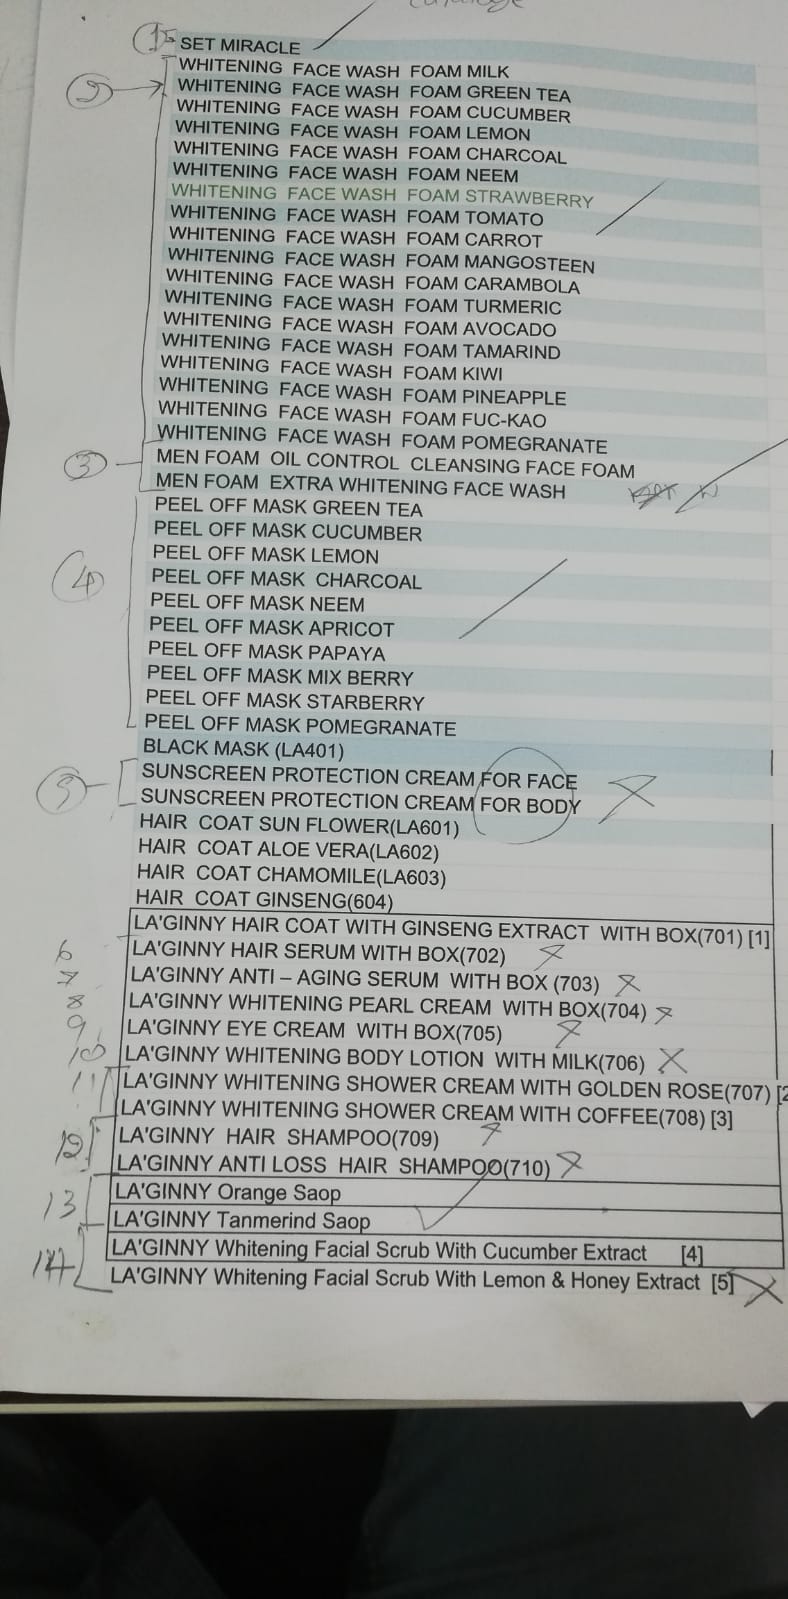 catalogue
1 SET MIRACLE
WHITENING FACE WASH FOAM MILK
2 WHITENING FACE WASH FOAM GREEN TEA
WHITENING FACE WASH FOAM CUCUMBER
WHITENING FACE WASH FOAM LEMON
WHITENING FACE WASH FOAM CHARCOAL
WHITENING FACE WASH FOAM NEEM
WHITENING FACE WASH FOAM STRAWBERRY
WHITENING FACE WASH FOAM TOMATO
WHITENING FACE WASH FOAM CARROT
WHITENING FACE WASH FOAM MANGOSTEEN
WHITENING FACE WASH FOAM CARAMBOLA
WHITENING FACE WASH FOAM TURMERIC
WHITENING FACE WASH FOAM AVOCADO
WHITENING FACE WASH FOAM TAMARIND
WHITENING FACE WASH FOAM KIWI
WHITENING FACE WASH FOAM PINEAPPLE
WHITENING FACE WASH FOAM FUC-KAO
WHITENING FACE WASH FOAM POMEGRANATE
3 MEN FOAM OIL CONTROL CLEANSING FACE FOAM
MEN FOAM EXTRA WHITENING FACE WASH
PEEL OFF MASK GREEN TEA
PEEL OFF MASK CUCUMBER
PEEL OFF MASK LEMON
4 PEEL OFF MASK CHARCOAL
PEEL OFF MASK NEEM
PEEL OFF MASK APRICOT
PEEL OFF MASK PAPAYA
PEEL OFF MASK MIX BERRY
PEEL OFF MASK STARBERRY
PEEL OFF MASK POMEGRANATE
BLACK MASK (LA401)
5 SUNSCREEN PROTECTION CREAM FOR FACE
SUNSCREEN PROTECTION CREAM FOR BODY
HAIR COAT SUN FLOWER(LA601)
HAIR COAT ALOE VERA(LA602)
HAIR COAT CHAMOMILE(LA603)
HAIR COAT GINSENG(604)
LA'GINNY HAIR COAT WITH GINSENG EXTRACT WITH BOX(701) [1]
6 LA'GINNY HAIR SERUM WITH BOX(702)
7 LA'GINNY ANTI – AGING SERUM WITH BOX (703)
8 LA'GINNY WHITENING PEARL CREAM WITH BOX(704)
9 LA'GINNY EYE CREAM WITH BOX(705)
10 LA'GINNY WHITENING BODY LOTION WITH MILK(706)
11 LA'GINNY WHITENING SHOWER CREAM WITH GOLDEN ROSE(707) [2
LA'GINNY WHITENING SHOWER CREAM WITH COFFEE(708) [3]
12 LA'GINNY HAIR SHAMPOO(709)
LA'GINNY ANTI LOSS HAIR SHAMPOO(710)
13 LA'GINNY Orange Saop
LA'GINNY Tanmerind Saop
14 LA'GINNY Whitening Facial Scrub With Cucumber Extract [4]
LA'GINNY Whitening Facial Scrub With Lemon & Honey Extract [5]